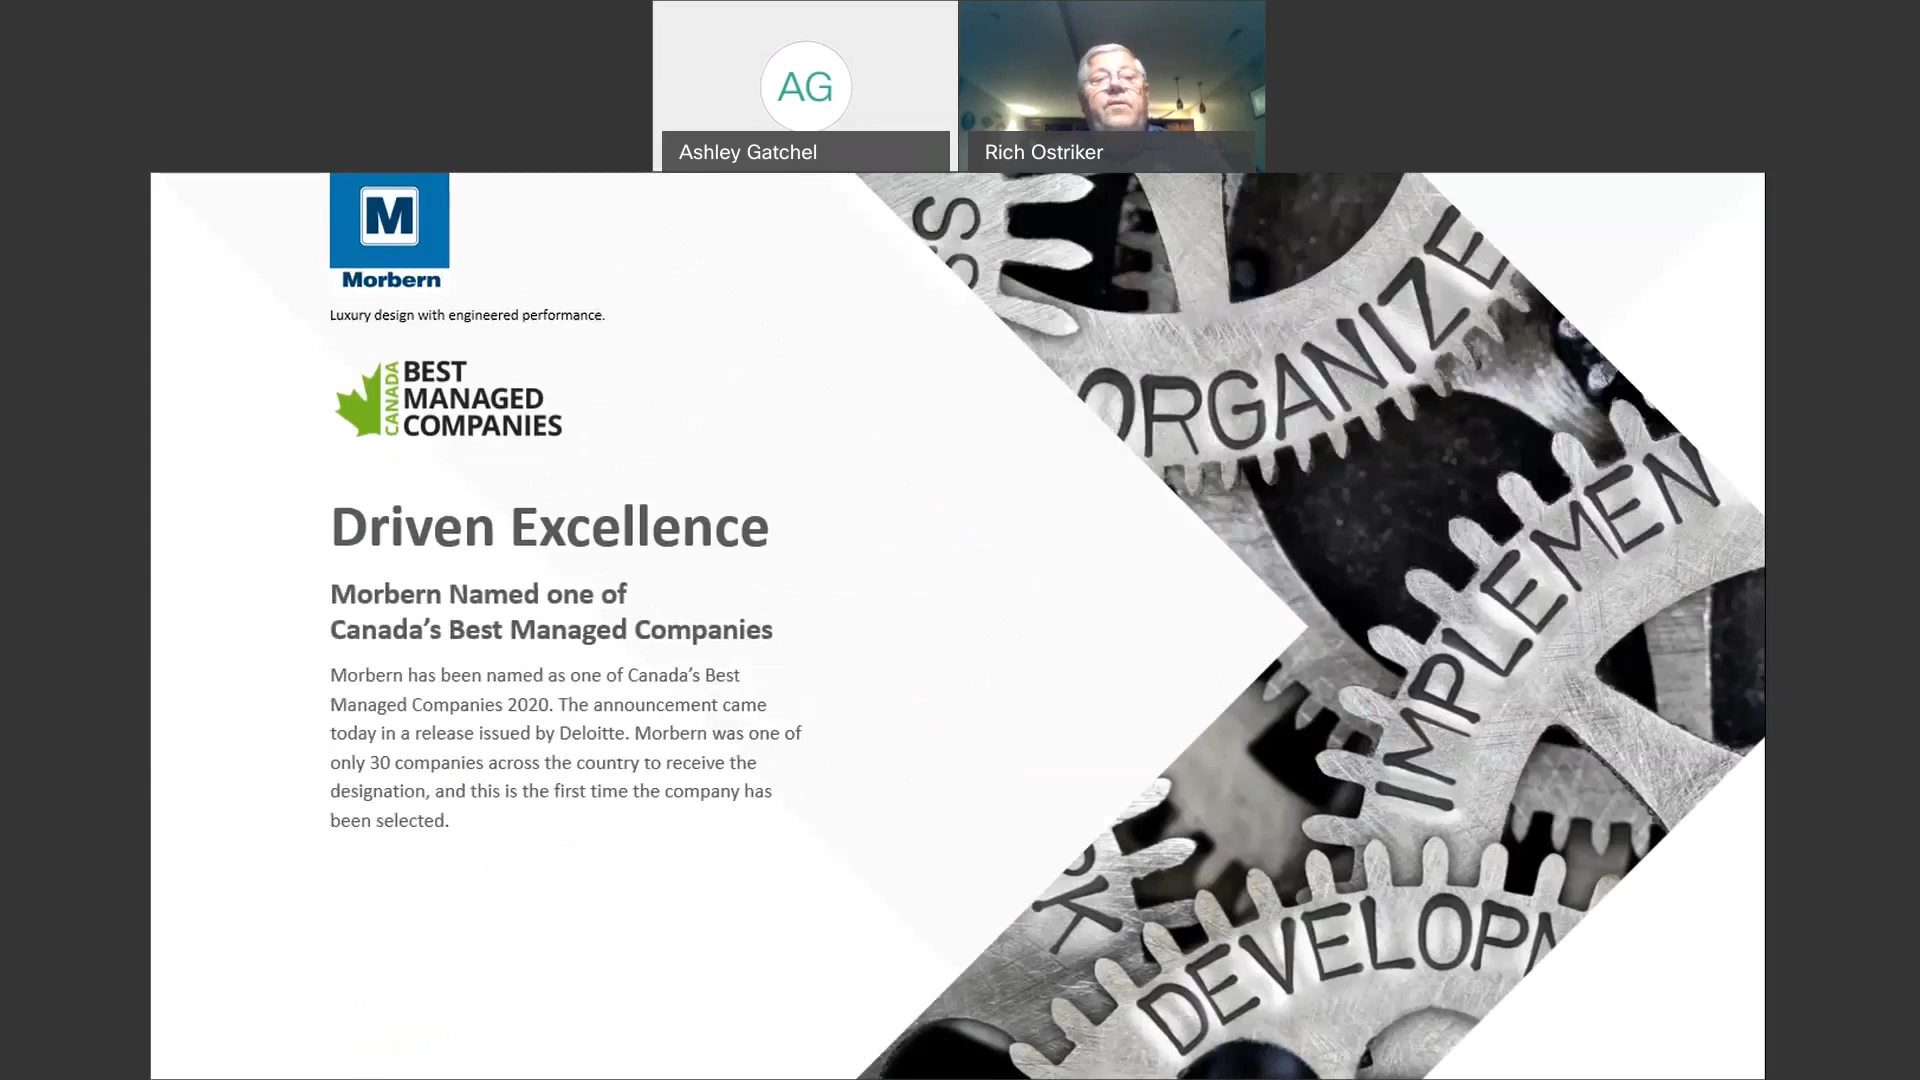 AG
Ashley Gatchel
Rich Ostriker
M
Morbern
Luxury design with engineered performance.
CANADA
BEST
MANAGED
COMPANIES
Driven Excellence
Morbern Named one of
Canada's Best Managed Companies
Morbern has been named as one of Canada's Best
Managed Companies 2020. The announcement came
today in a release issued by Deloitte. Morbern was one of
only 30 companies across the country to receive the
designation, and this is the first time the company has
been selected.
ORGANIZE
IMPLEMEN
DEVELOPM